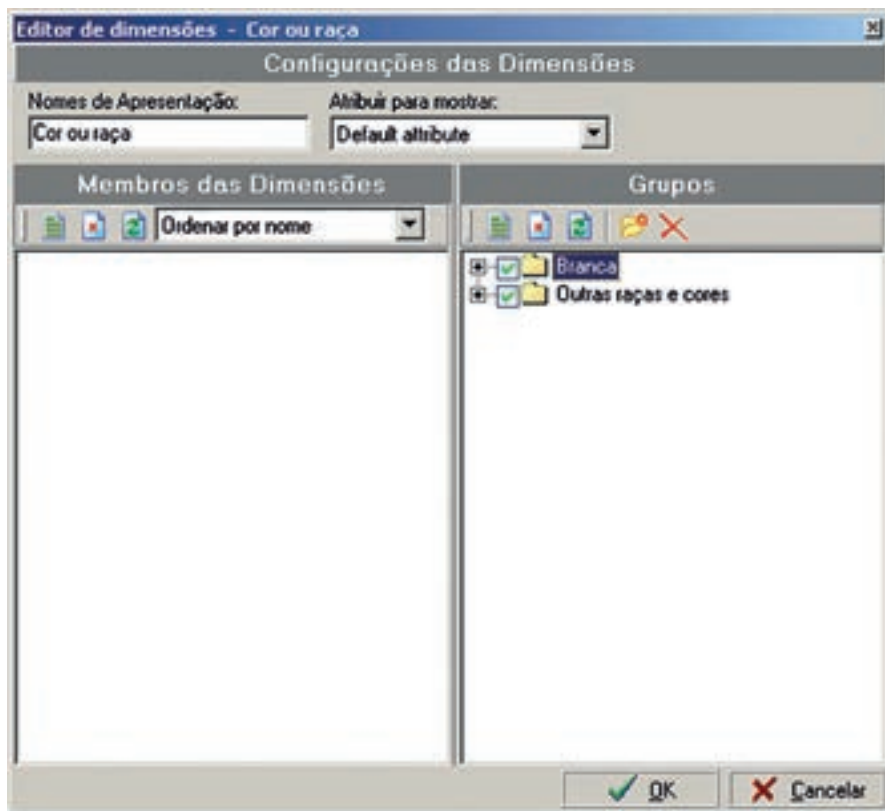 Editor de dimensões - Cor ou raça
Configurações das Dimensões
Nomes de Apresentação:
Atribuir para mostrar:
Cor ou raça
Default attribute
Membros das Dimensões
Grupos
Ordenar por nome
Branca
Outras raças e cores
OK
Cancelar